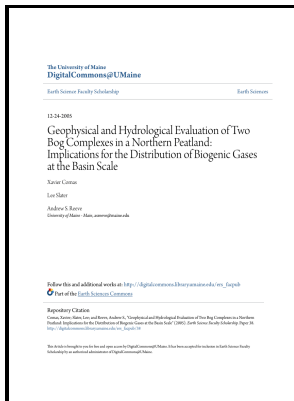 The University of Maine
DigitalCommons@UMaine
Earth Science Faculty Scholarship
Earth Sciences
12-24-2005
Geophysical and Hydrological Evaluation of Two
Bog Complexes in a Northern Peatland:
Implications for the Distribution of Biogenic Gases
at the Basin Scale
Xavier Comas
Lee Slater
Andrew S. Reeve
University of Maine - Main, asreeve@maine.edu
Follow this and additional works at: http://digitalcommons.library.umaine.edu/ers_facpub
Part of the Earth Sciences Commons
Repository Citation
Comas, Xavier; Slater, Lee; and Reeve, Andrew S., "Geophysical and Hydrological Evaluation of Two Bog Complexes in a Northern
Peatland: Implications for the Distribution of Biogenic Gases at the Basin Scale" (2005). Earth Science Faculty Scholarship. Paper
http://digitalcommons.library.umaine.edu/ers_facpub/
This Article is brought to you for free and open access by DigitalCommons@UMaine. It has been accepted for inclusion in Earth Science Faculty
Scholarship by an authorized administrator of DigitalCommons@UMaine.